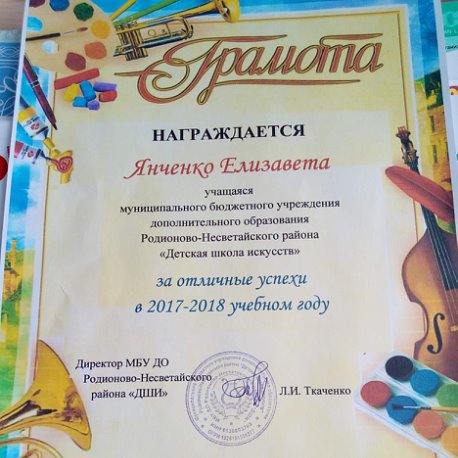 Грамота
НАГРАЖДАЕТСЯ
ЯНЧЕНКО ЕЛИЗАВЕТА
учащаяся
муниципального бюджетного учреждения
дополнительного образования
Родионово-Несветайского района
«Детская школа искусств»
за отличные успехи
в 2017-2018 учебном году
Директор МБУ ДО
Родионово-Несветайского
района «ДШИ»
Л.И. Ткаченко